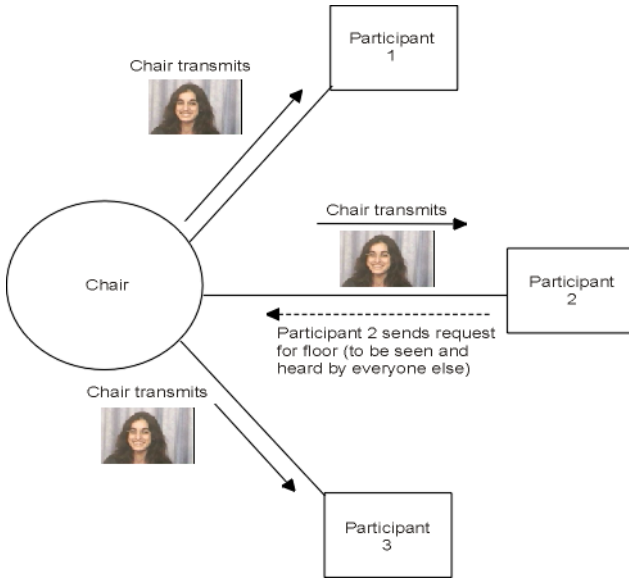 Participant
1
Chair transmits
Chair transmits
Chair
Participant
2
Participant 2 sends request
for floor (to be seen and
heard by everyone else)
Chair transmits
Participant
3